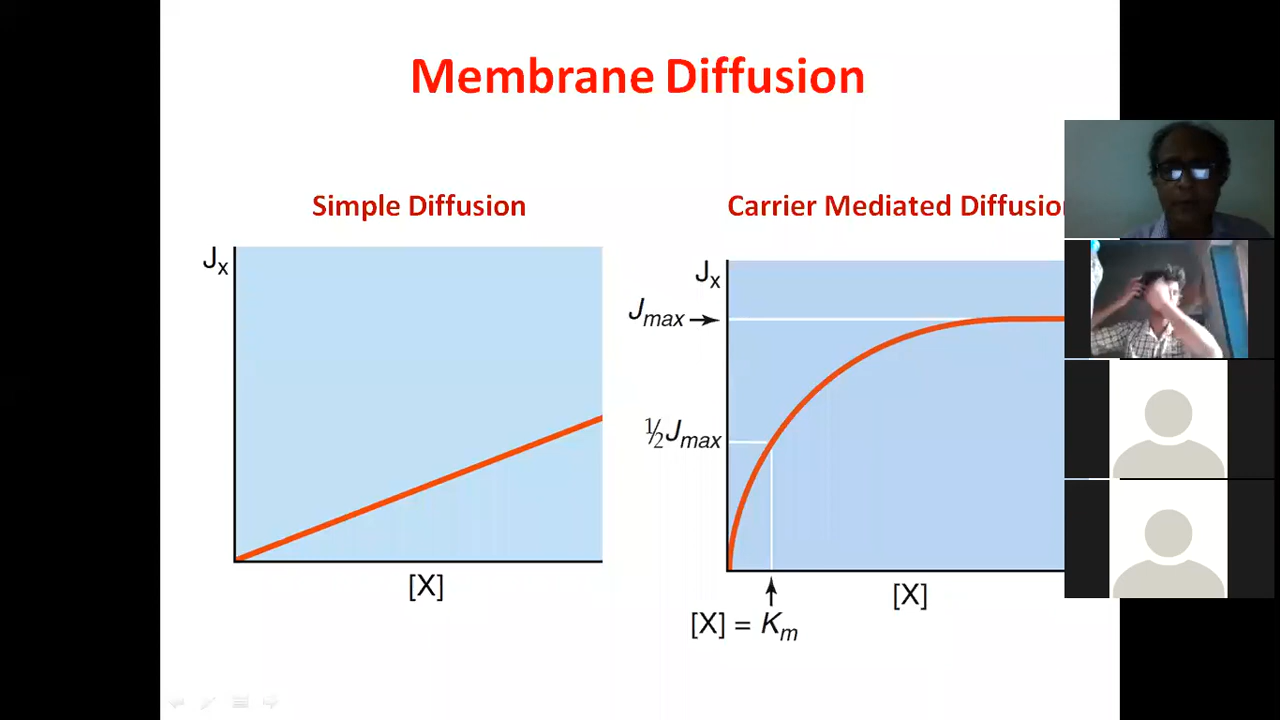 Membrane Diffusion
Simple Diffusion
Jx
[X]
Carrier Mediated Diffusio
Jx
Jmax
½Jmax
[X]
[X] = Km